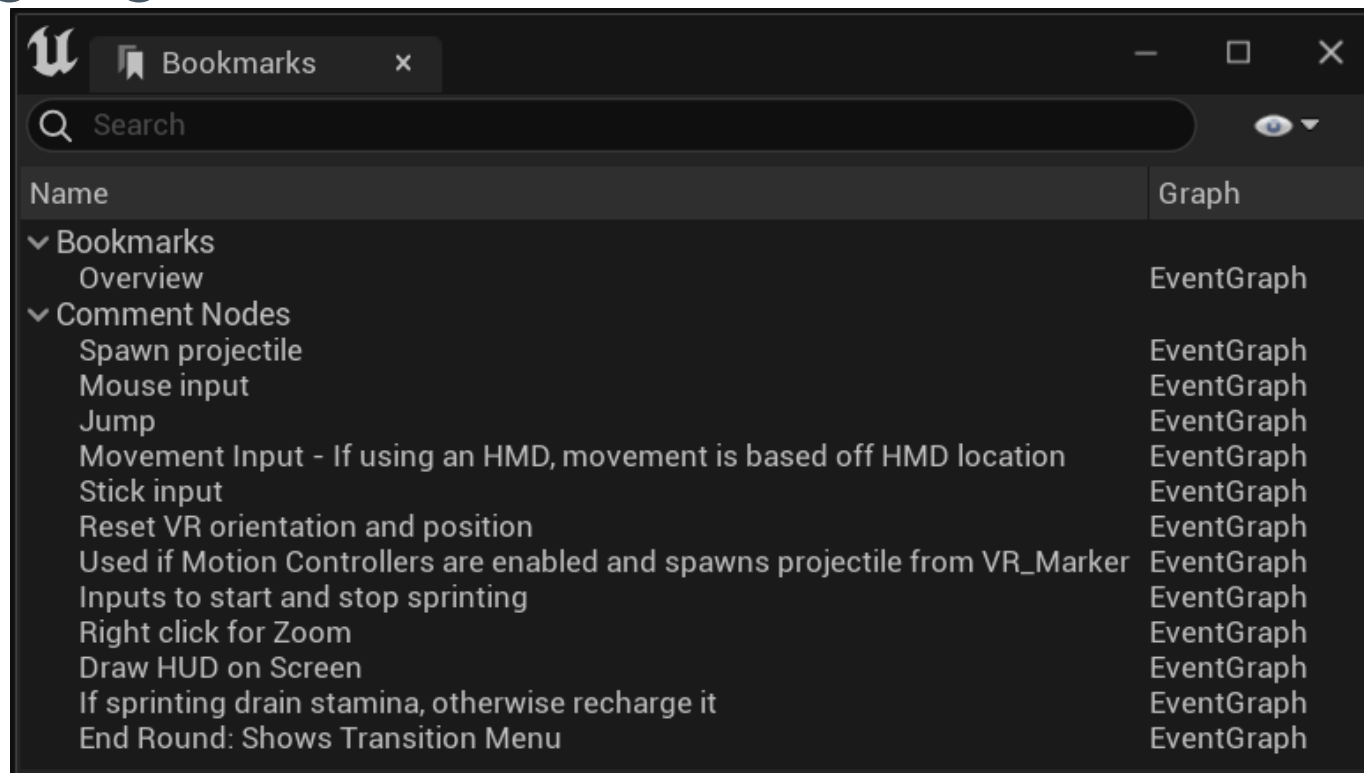 Bookmarks
Search
Name Graph
Bookmarks
Overview EventGraph
Comment Nodes
Spawn projectile EventGraph
Mouse input EventGraph
Jump EventGraph
Movement Input - If using an HMD, movement is based off HMD location EventGraph
Stick input EventGraph
Reset VR orientation and position EventGraph
Used if Motion Controllers are enabled and spawns projectile from VR_Marker EventGraph
Inputs to start and stop sprinting EventGraph
Right click for Zoom EventGraph
Draw HUD on Screen EventGraph
If sprinting drain stamina, otherwise recharge it EventGraph
End Round: Shows Transition Menu EventGraph